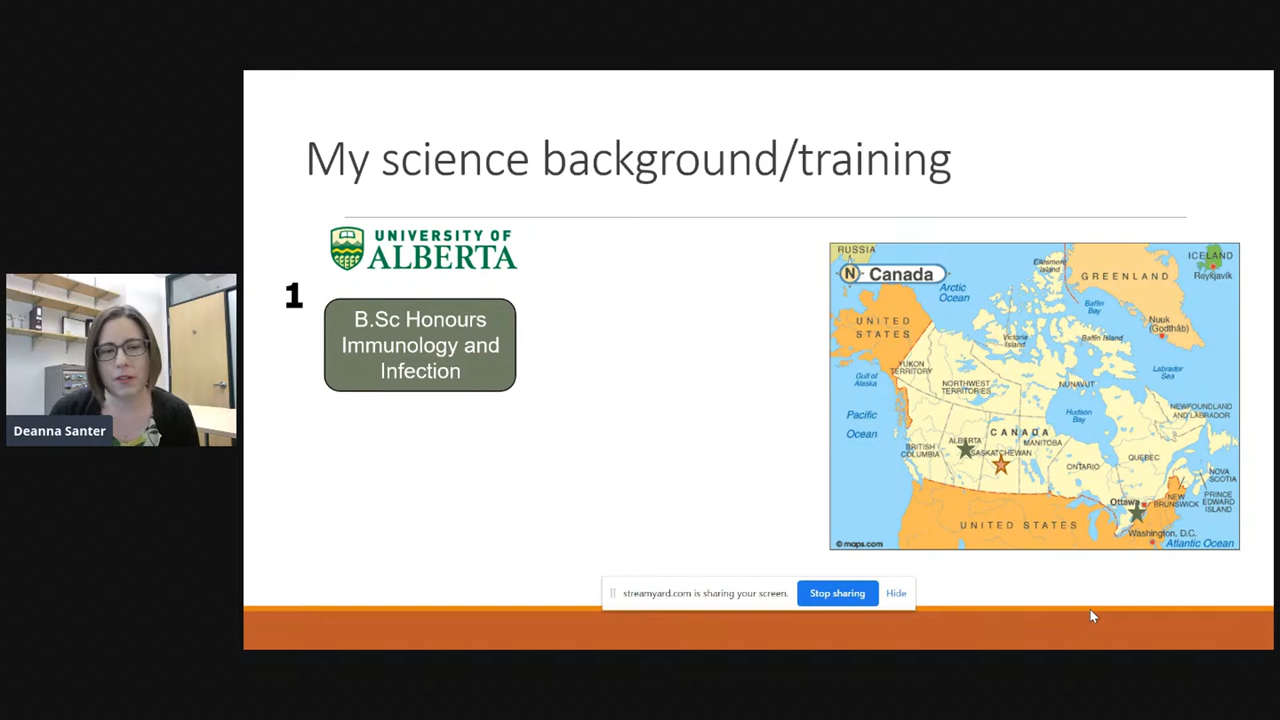 My science background/training
UNIVERSITY OF
ALBERTA
1
B.Sc Honours
Immunology and
Infection
Deanna Santer
RUSSIA
N Canada
Ellesmere
Island
GREENLAND
ICELAND
Reykjavik
Arctic
Ocean
Baffin
Bay
UNITED
STATES
Victoria
Island
Baffin Island
Nuuk
(Godthåb)
YUKON
TERRITORY
Gulf of
Alaska
NORTHWEST
TERRITORIES
NUNAVUT
Labrador
Sea
Pacific
Ocean
Hudson
Bay
NEWFOUNDLAND
AND LABRADOR
CANADA
ALBERTA
MANITOBA
BRITISH
COLUMBIA
SASKATCHEWAN
ONTARIO
QUEBEC
NOVA
SCOTIA
Ottawa
NEW
BRUNSWICK
PRINCE
EDWARD
ISLAND
UNITED STATES
Washington, D.C.
© maps.com
Atlantic Ocean
streamyard.com is sharing your screen.
Stop sharing
Hide